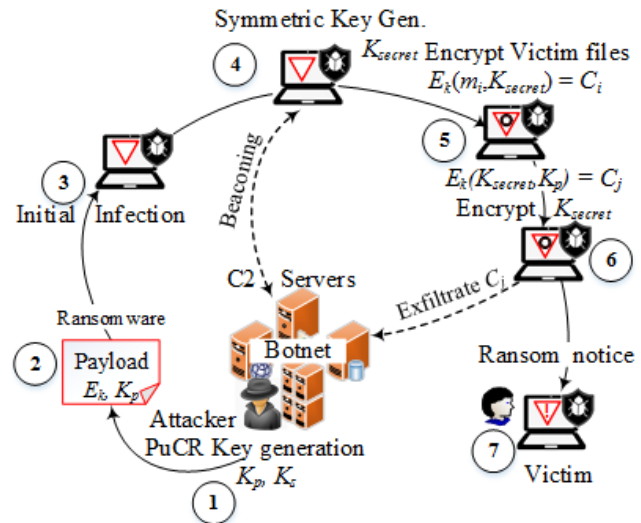 Symmetric Key Gen.
4
K_secret Encrypt Victim files
E_k(m_i, K_secret) = C_i
5
3
Initial Infection
Beaconing
E_k(K_secret, K_p) = C_j
Encrypt K_secret
6
C2 Servers
Exfiltrate C_j
Ransomware
Botnet
2
Payload
E_k, K_p
Ransom notice
Attacker
PuCR Key generation
K_p, K_s
1
7
Victim